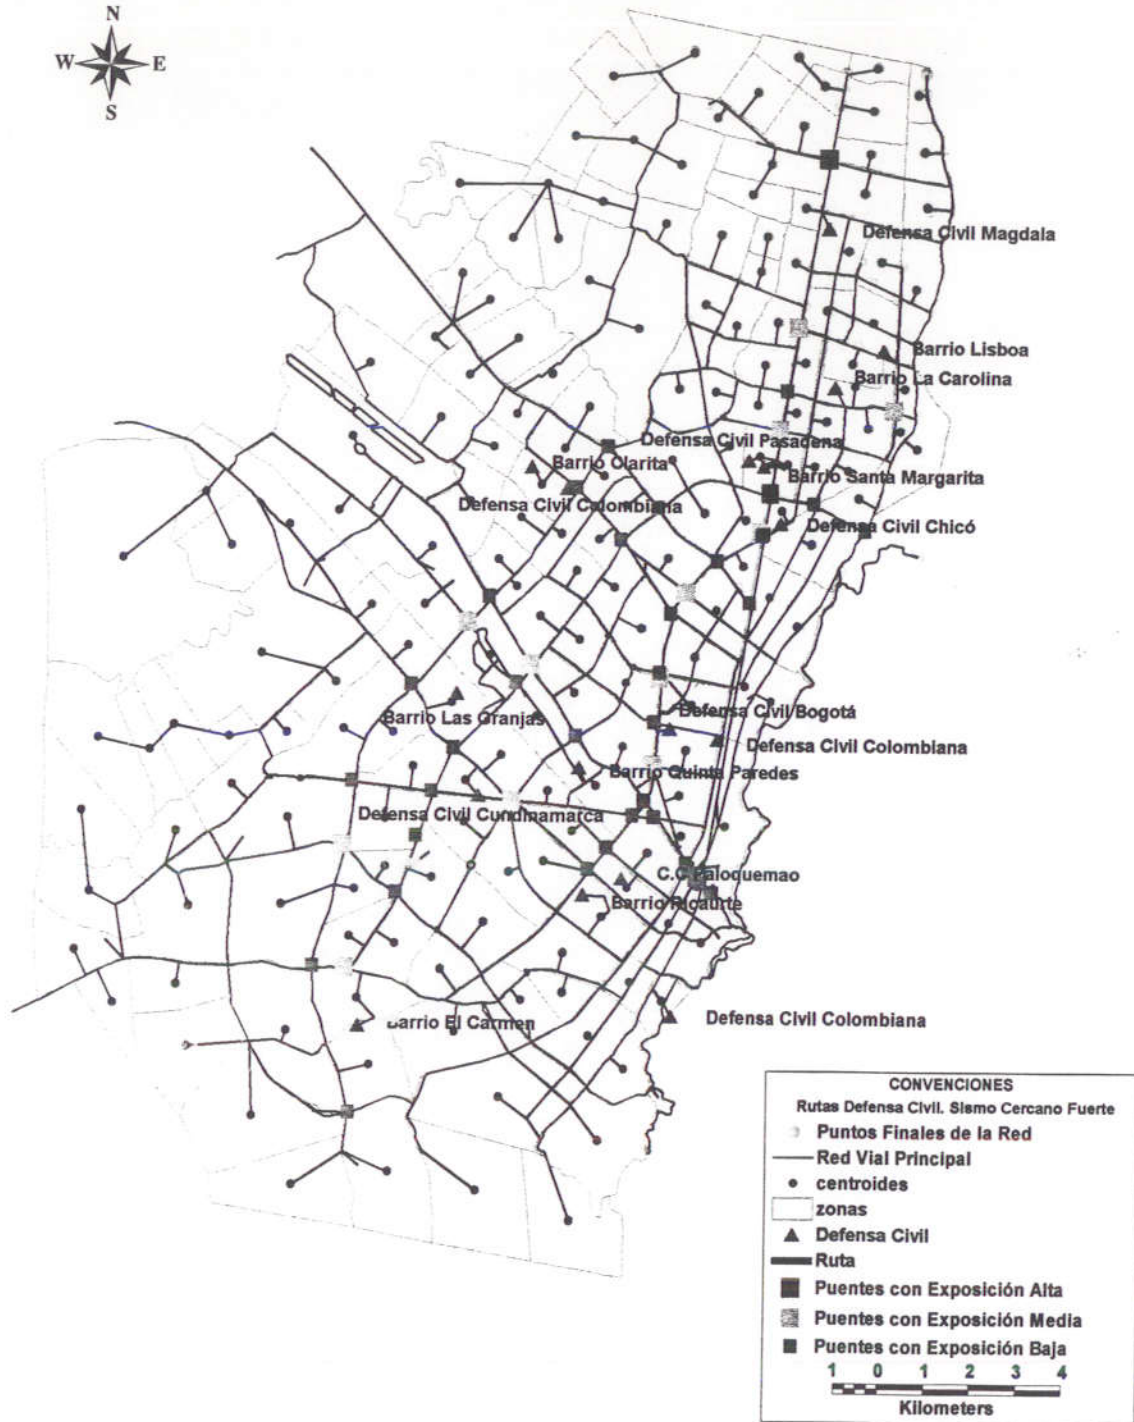 N
W E
S
Defensa Civil Magdala
Barrio Lisboa
Barrio La Carolina
Defensa Civil Pasadena
Barrio Clarita
Barrio Santa Margarita
Defensa Civil Colombiana
Defensa Civil Chicó
Defensa Civil Bogotá
Barrio Las Granjas
Defensa Civil Colombiana
Barrio Quinta Paredes
Defensa Civil Cundinamarca
C.C Paloquemao
Barrio Ricaurte
Defensa Civil Colombiana
Barrio El Carmen
CONVENCIONES
Rutas Defensa Civil. Sismo Cercano Fuerte
Puntos Finales de la Red
Red Vial Principal
centroides
zonas
Defensa Civil
Ruta
Puentes con Exposición Alta
Puentes con Exposición Media
Puentes con Exposición Baja
1 0 1 2 3 4
Kilometers